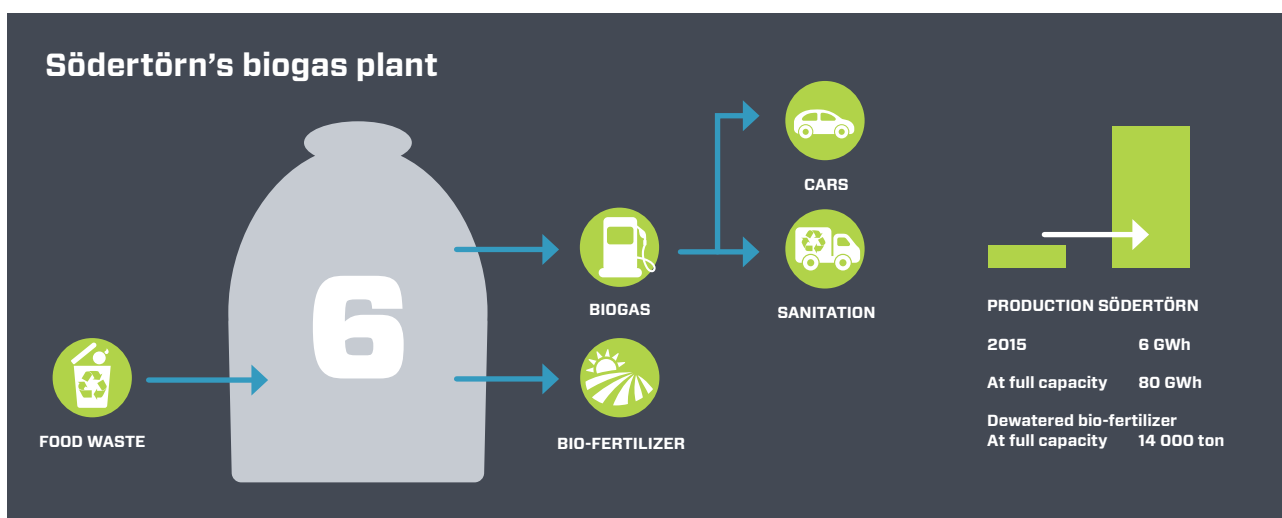 Södertörn’s biogas plant
CARS
6
BIOGAS
SANITATION
FOOD WASTE
BIO-FERTILIZER
PRODUCTION SÖDERTÖRN
2015 6 GWh
At full capacity 80 GWh
Dewatered bio-fertilizer
At full capacity 14 000 ton